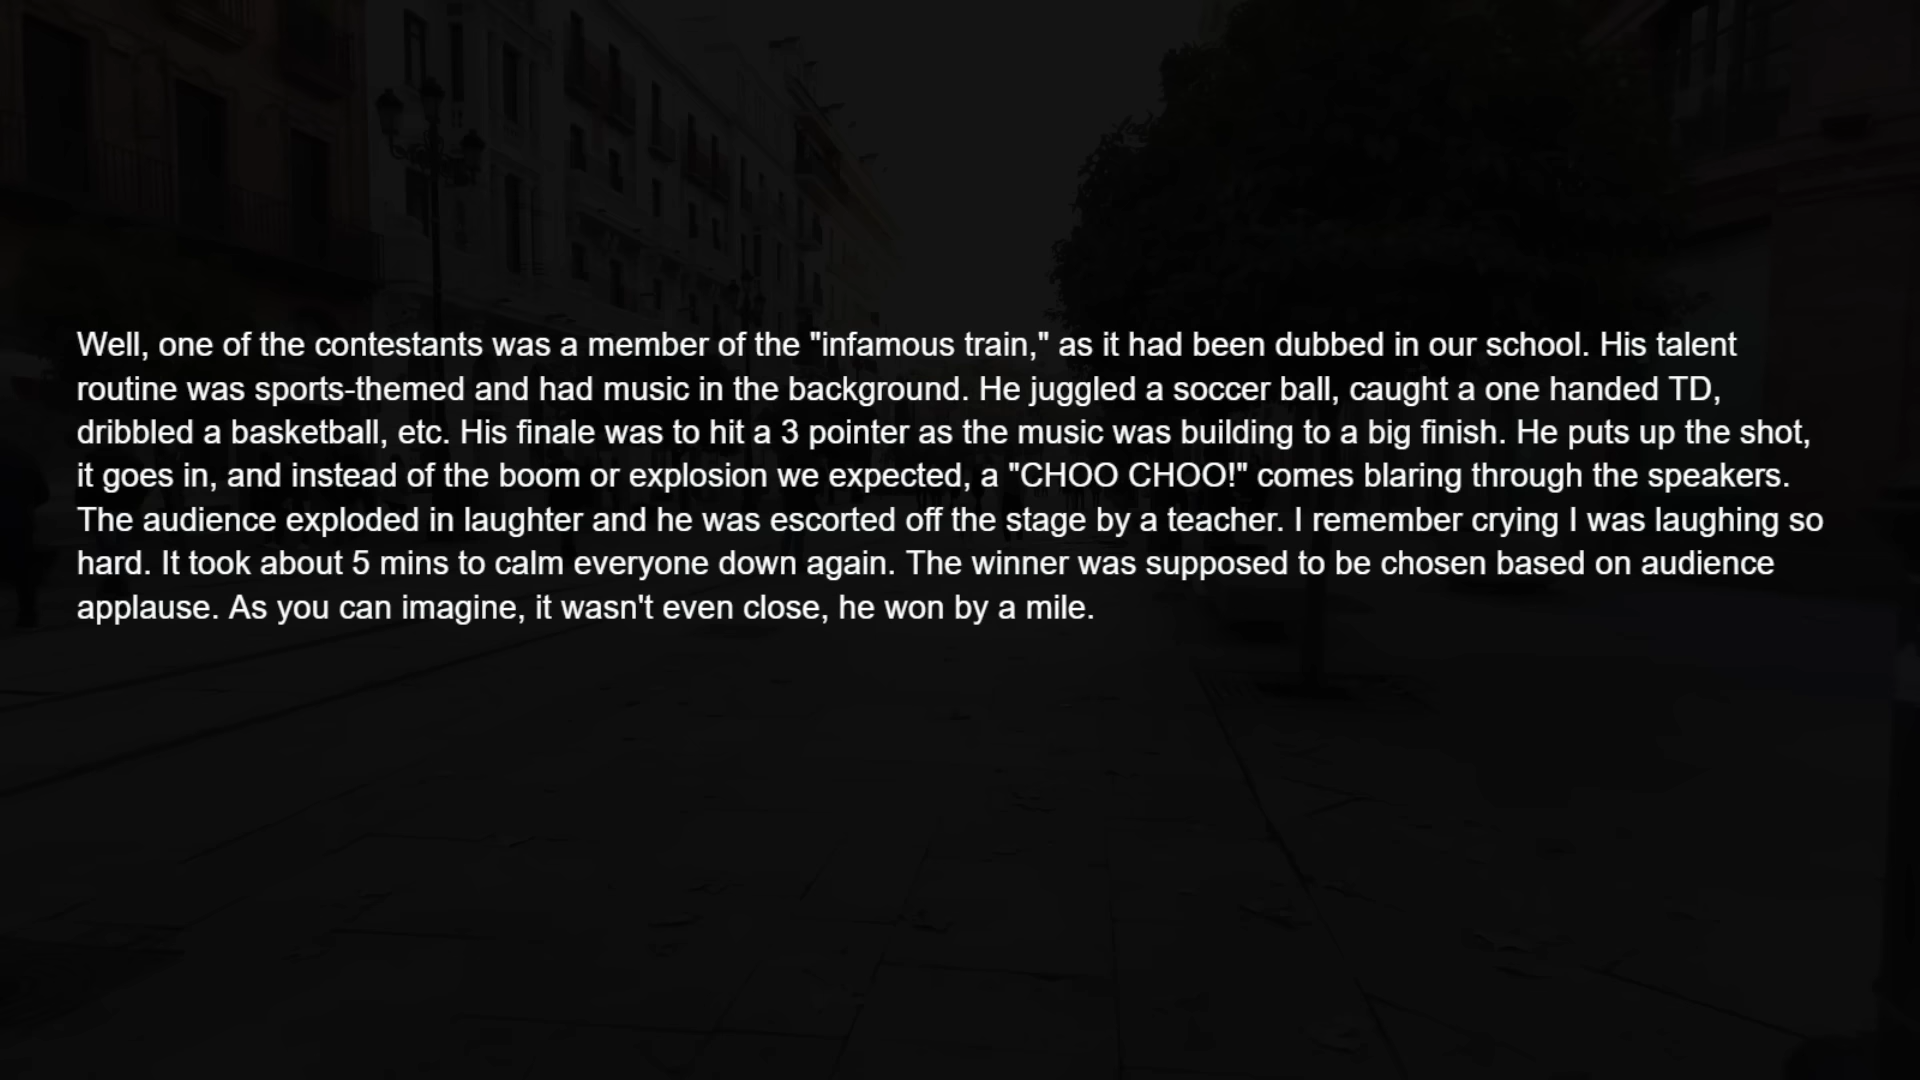 Well, one of the contestants was a member of the "infamous train," as it had been dubbed in our school. His talent
routine was sports-themed and had music in the background. He juggled a soccer ball, caught a one handed TD,
dribbled a basketball, etc. His finale was to hit a 3 pointer as the music was building to a big finish. He puts up the shot,
it goes in, and instead of the boom or explosion we expected, a "CHOO CHOO!" comes blaring through the speakers.
The audience exploded in laughter and he was escorted off the stage by a teacher. I remember crying I was laughing so
hard. It took about 5 mins to calm everyone down again. The winner was supposed to be chosen based on audience
applause. As you can imagine, it wasn't even close, he won by a mile.